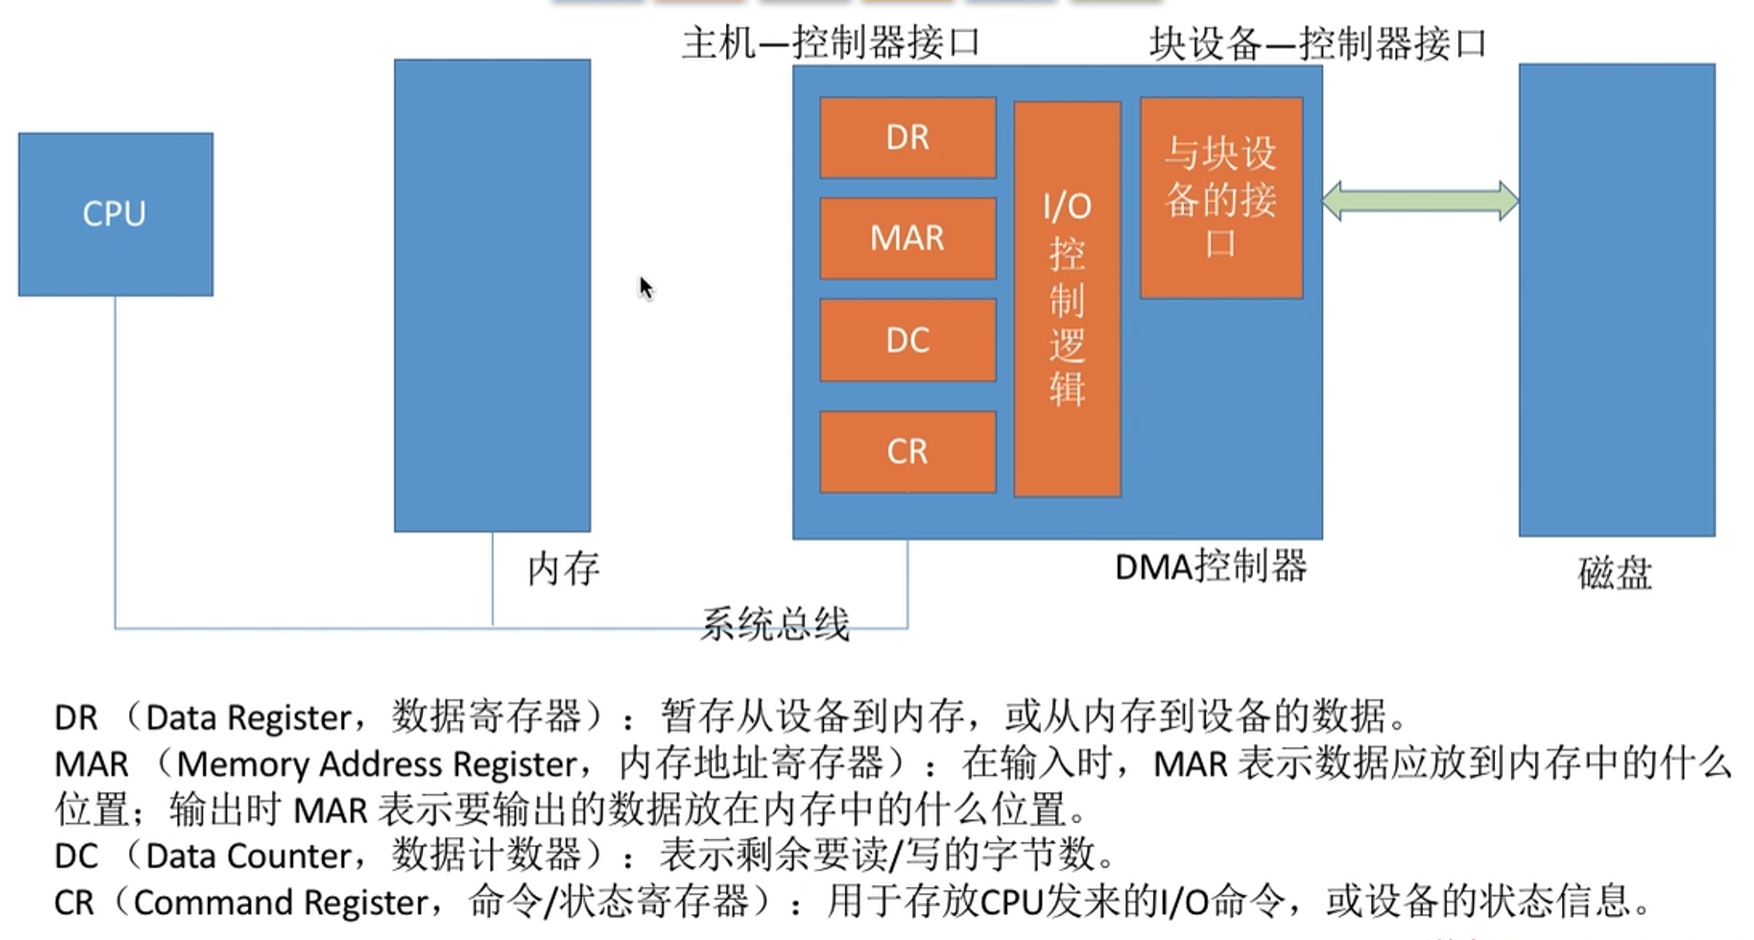 主机—控制器接口
块设备—控制器接口
CPU
DR
MAR
DC
CR
I/O
控
制
逻
辑
与块设
备的接
口
内存
DMA控制器
磁盘
系统总线
DR （Data Register，数据寄存器）：暂存从设备到内存，或从内存到设备的数据。
MAR （Memory Address Register，内存地址寄存器）：在输入时，MAR 表示数据应放到内存中的什么
位置；输出时 MAR 表示要输出的数据放在内存中的什么位置。
DC （Data Counter，数据计数器）：表示剩余要读/写的字节数。
CR（Command Register，命令/状态寄存器）：用于存放CPU发来的I/O命令，或设备的状态信息。